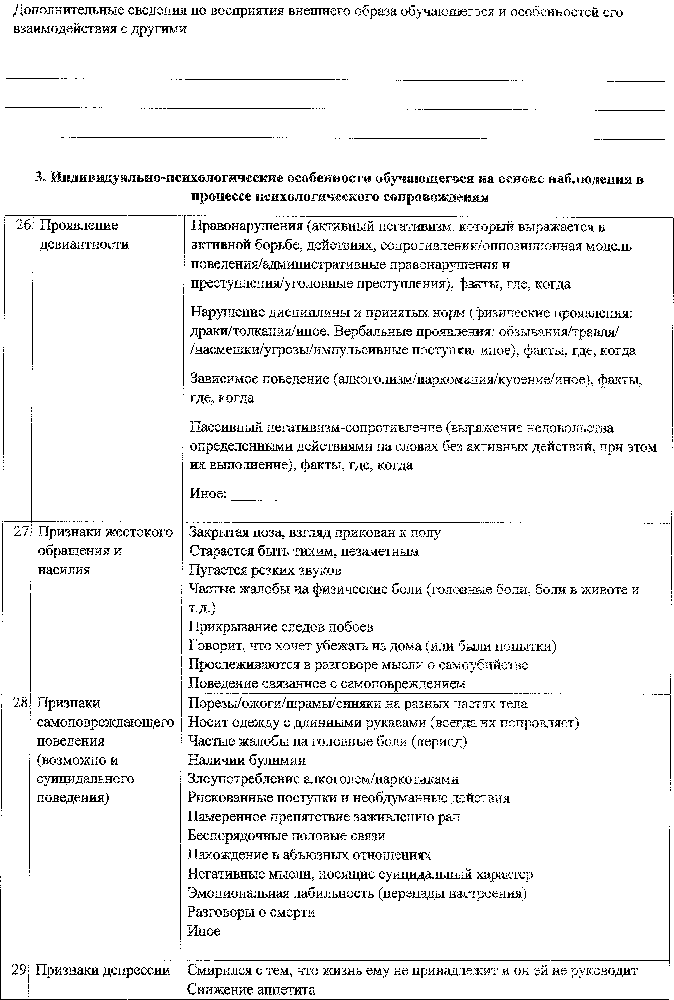 Дополнительные сведения по восприятия внешнего образа обучающегося и особенностей его
взаимодействия с другими
3. Индивидуально-психологические особенности обучающегося на основе наблюдения в
процессе психологического сопровождения
26. Проявление
девиантности
Правонарушения (активный негативизм, который выражается в
активной борьбе, действиях, сопротивлении/оппозиционная модель
поведения/административные правонарушения и
преступления/уголовные преступления), факты, где, когда
Нарушение дисциплины и принятых норм (физические проявления:
драки/толкания/иное. Вербальные проявления: обзывания/травля/
/насмешки/угрозы/импульсивные поступки/ иное), факты, где, когда
Зависимое поведение (алкоголизм/наркомания/курение/иное), факты,
где, когда
Пассивный негативизм-сопротивление (выражение недовольства
определенными действиями на словах без активных действий, при этом
их выполнение), факты, где, когда
Иное: __________
27. Признаки жестокого
обращения и
насилия
Закрытая поза, взгляд прикован к полу
Старается быть тихим, незаметным
Пугается резких звуков
Частые жалобы на физические боли (головные боли, боли в животе и
т.д.)
Прикрывание следов побоев
Говорит, что хочет убежать из дома (или были попытки)
Прослеживаются в разговоре мысли о самоубийстве
Поведение связанное с самоповреждением
28. Признаки
самоповреждающего
поведения
(возможно и
суицидального
поведения)
Порезы/ожоги/шрамы/синяки на разных частях тела
Носит одежду с длинными рукавами (всегда их попровляет)
Частые жалобы на головные боли (период)
Наличии булимии
Злоупотребление алкоголем/наркотиками
Рискованные поступки и необдуманные действия
Намеренное препятствие заживлению ран
Беспорядочные половые связи
Нахождение в абъюзных отношениях
Негативные мысли, носящие суицидальный характер
Эмоциональная лабильность (перепады настроения)
Разговоры о смерти
Иное
29. Признаки депрессии
Смирился с тем, что жизнь ему не принадлежит и он ей не руководит
Снижение аппетита